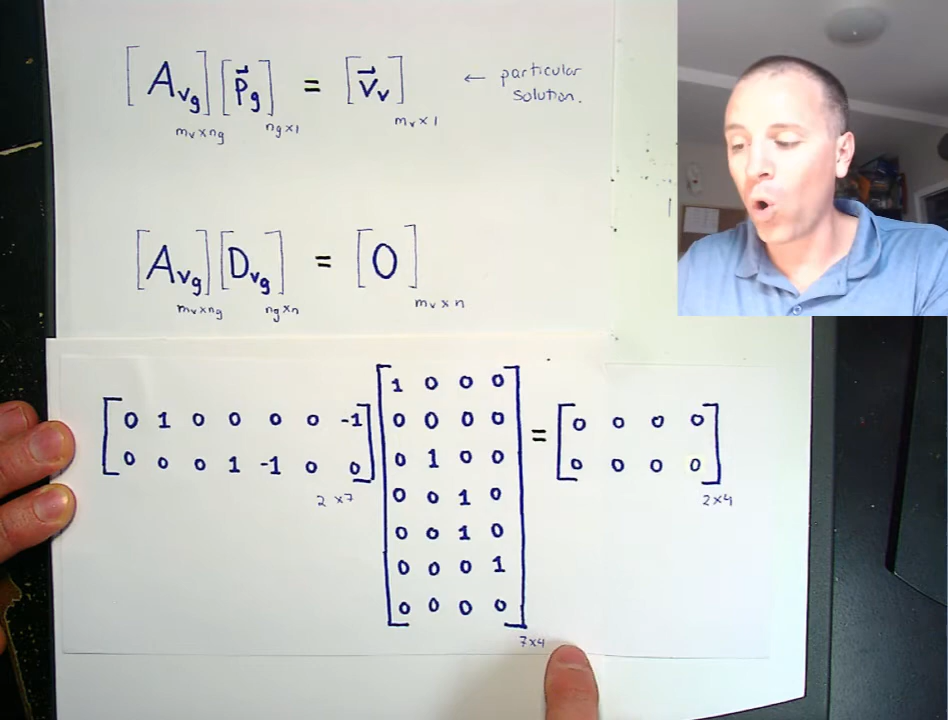 [A_vg] [p⃗_g] = [v⃗_v] ← particular solution.
m_v×n_g n_g×1 m_v×1
[A_vg] [D_vg] = [O]
m_v×n_g n_g×n m_v×n
[0 1 0 0 0 0 -1
0 0 0 1 -1 0 0]
2×7
[1 0 0 0
0 0 0 0
0 1 0 0
0 0 1 0
0 0 1 0
0 0 0 1
0 0 0 0]
7×4
=
[0 0 0 0
0 0 0 0]
2×4